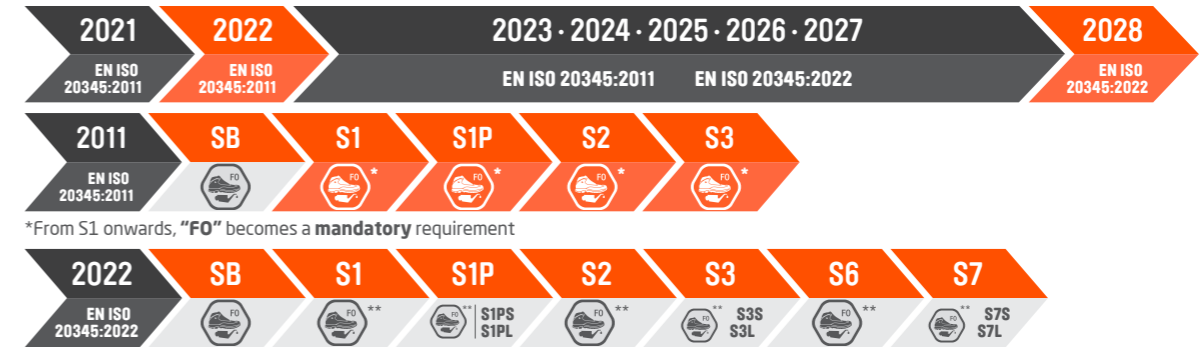 2021 2022 2023 · 2024 · 2025 · 2026 · 2027 2028
EN ISO 20345:2011 EN ISO 20345:2011 EN ISO 20345:2011 EN ISO 20345:2022 EN ISO 20345:2022
2011 SB S1 S1P S2 S3
EN ISO 20345:2011 FO FO * FO * FO * FO *
*From S1 onwards, “FO” becomes a mandatory requirement
2022 SB S1 S1P S2 S3 S6 S7
EN ISO 20345:2022 FO FO ** FO ** S1PS S1PL FO ** FO ** S3S S3L FO ** FO ** S7S S7L